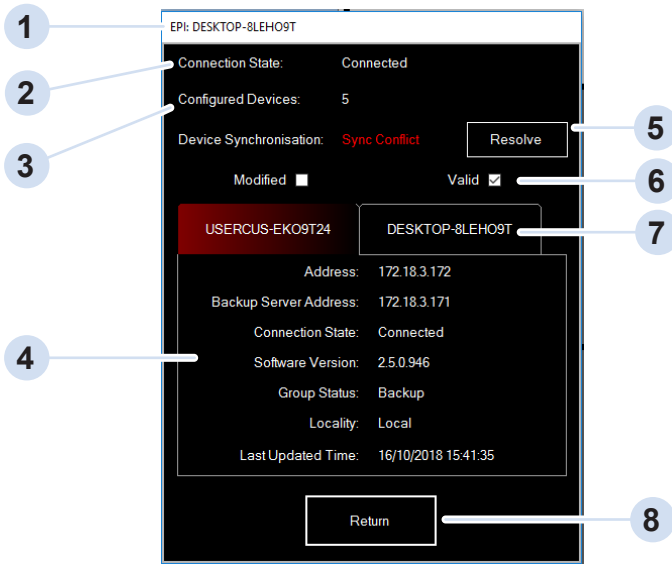 1
EPI: DESKTOP-8LEHO9T
2
Connection State: Connected
3
Configured Devices: 5
Device Synchronisation: Sync Conflict Resolve
5
Modified Valid
6
USERCUS-EKO9T24 DESKTOP-8LEHO9T
7
Address: 172.18.3.172
Backup Server Address: 172.18.3.171
Connection State: Connected
4
Software Version: 2.5.0.946
Group Status: Backup
Locality: Local
Last Updated Time: 16/10/2018 15:41:35
Return
8